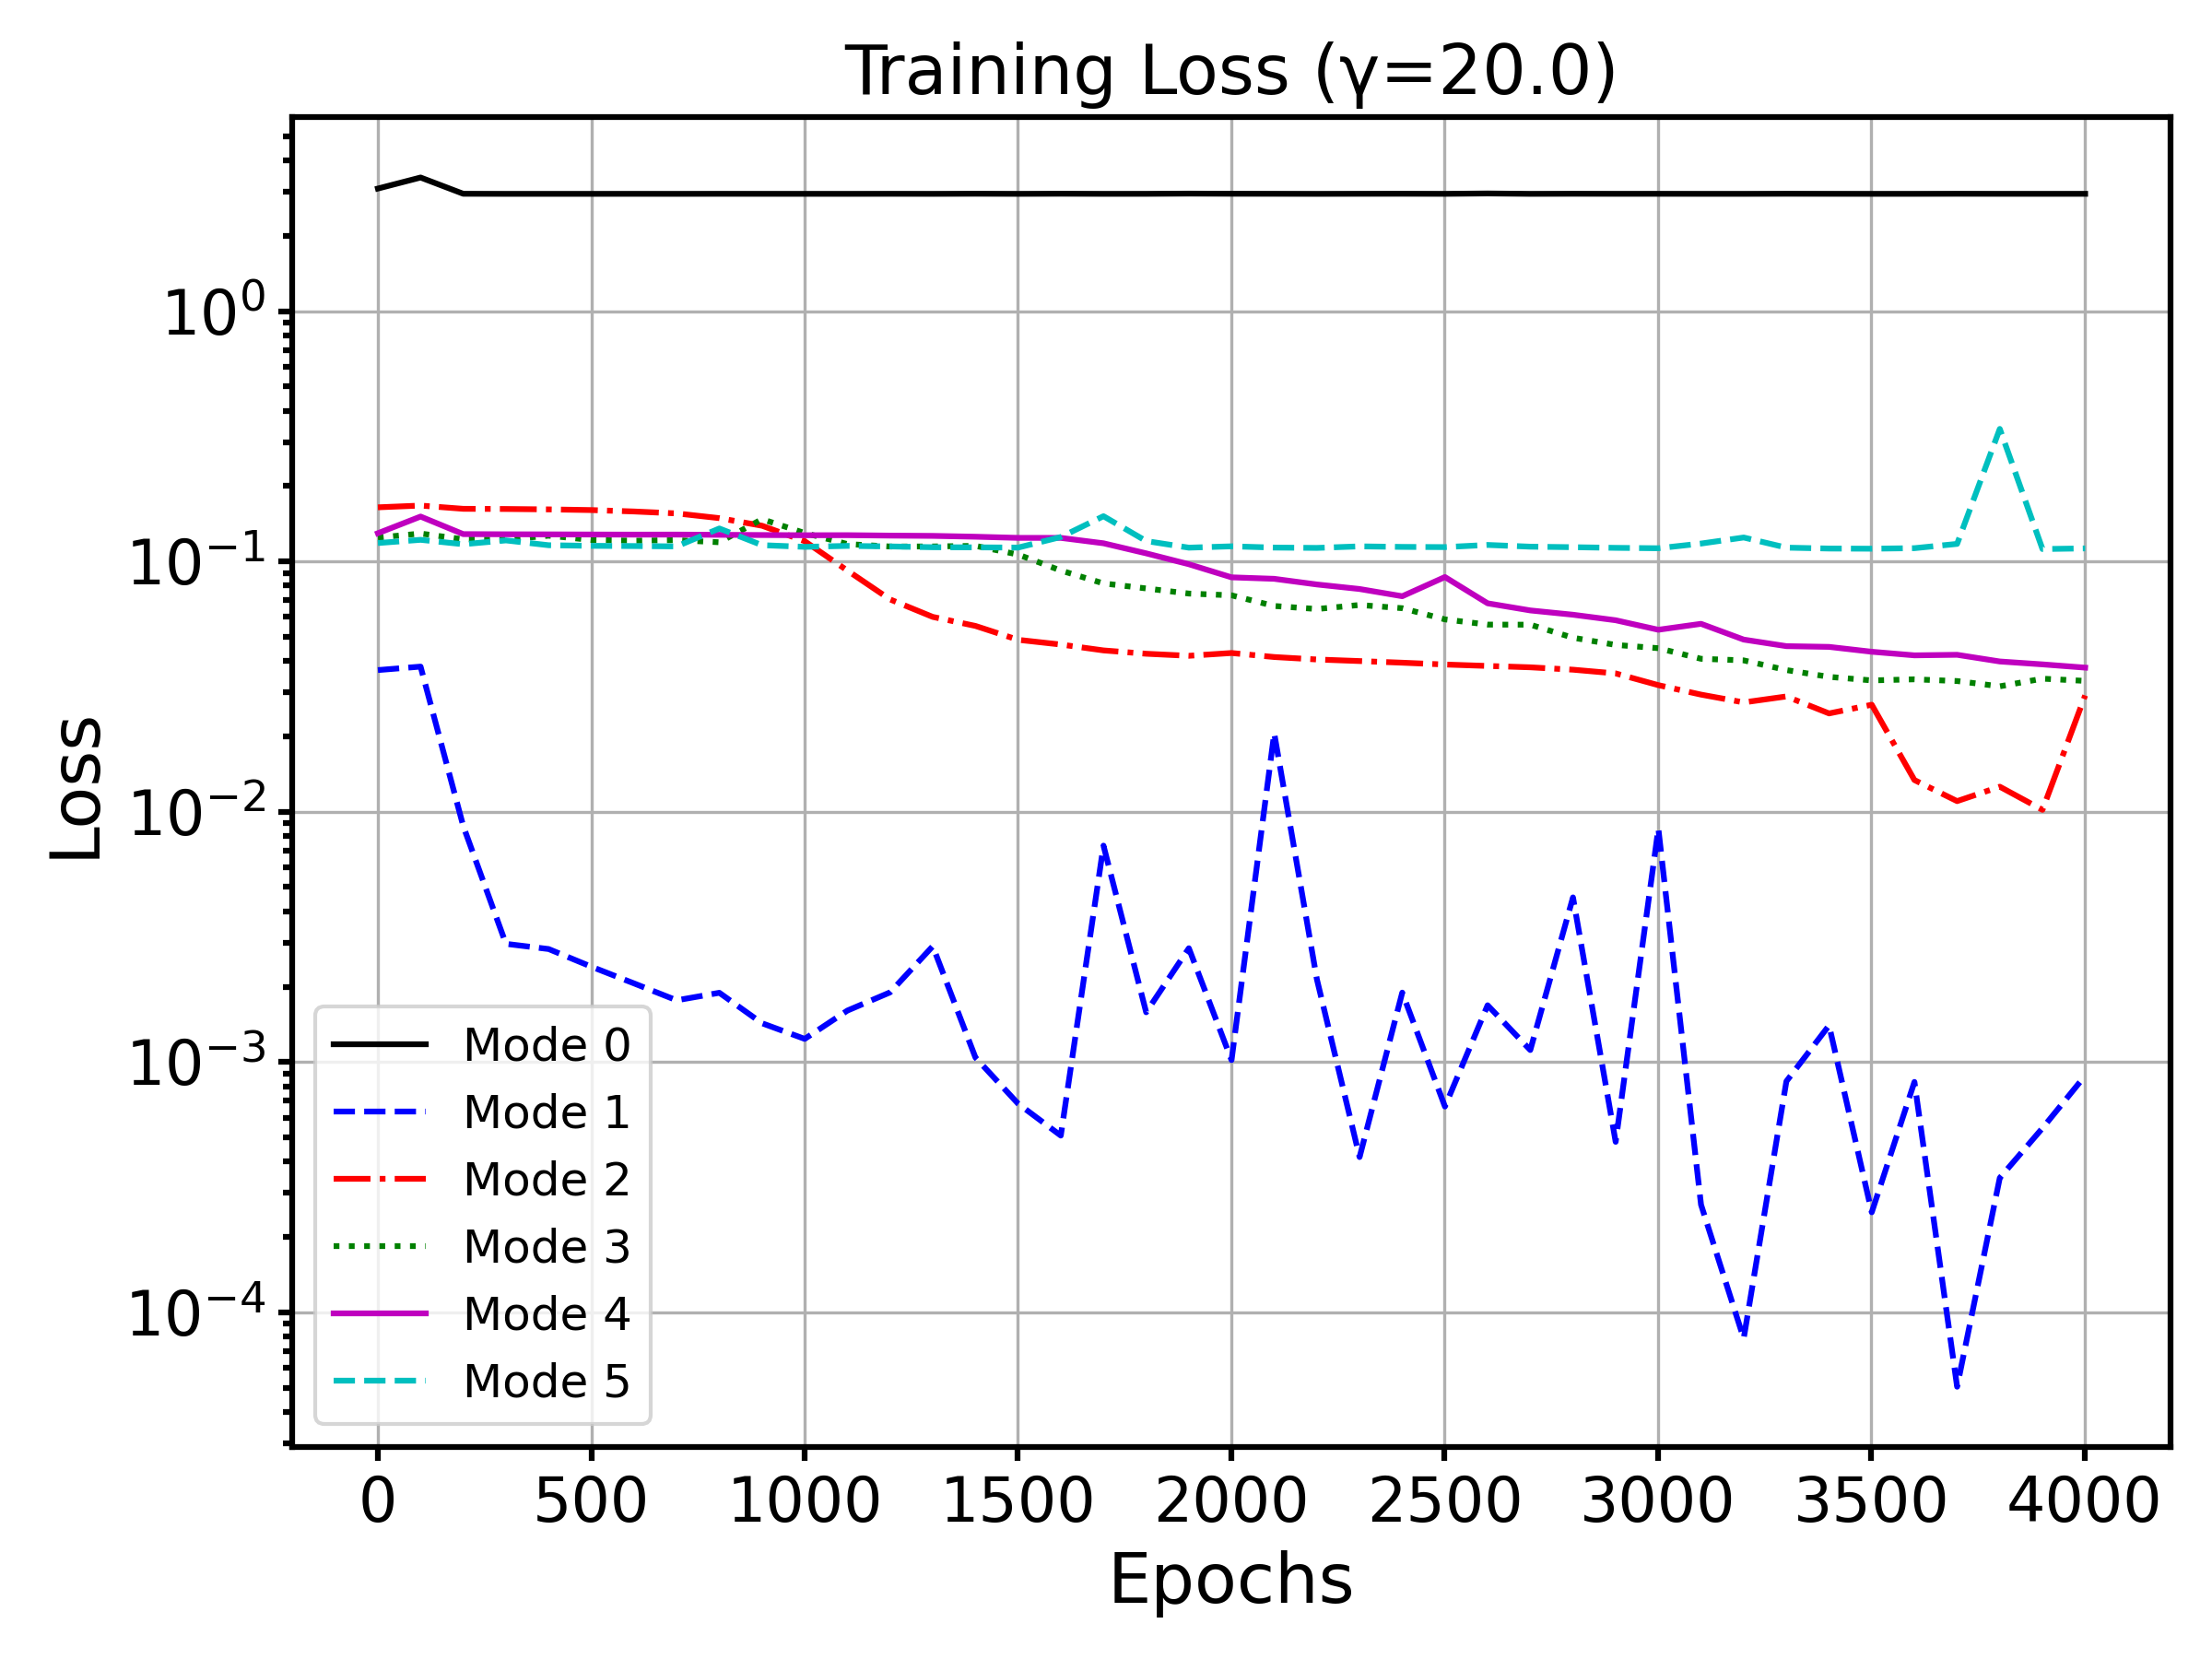 Training Loss (γ=20.0)
Loss
10⁰
10⁻¹
10⁻²
10⁻³
10⁻⁴
Mode 0
Mode 1
Mode 2
Mode 3
Mode 4
Mode 5
0 500 1000 1500 2000 2500 3000 3500 4000
Epochs